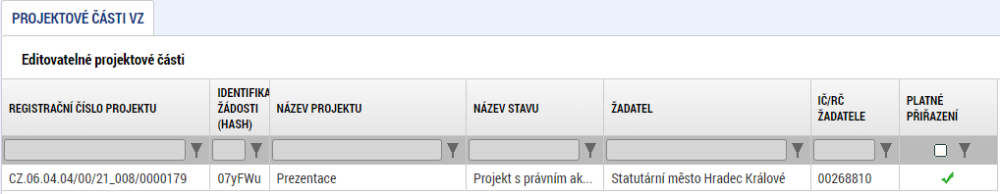 PROJEKTOVÉ ČÁSTI VZ
Editovatelné projektové části
REGISTRAČNÍ ČÍSLO PROJEKTU
IDENTIFIKA
ŽÁDOSTI
(HASH)
NÁZEV PROJEKTU
NÁZEV STAVU
ŽADATEL
IČ/RČ
ŽADATELE
PLATNÉ
PŘIŘAZENÍ
CZ.06.04.04/00/21_008/0000179 07yFWu Prezentace Projekt s právním ak... Statutární město Hradec Králové 00268810